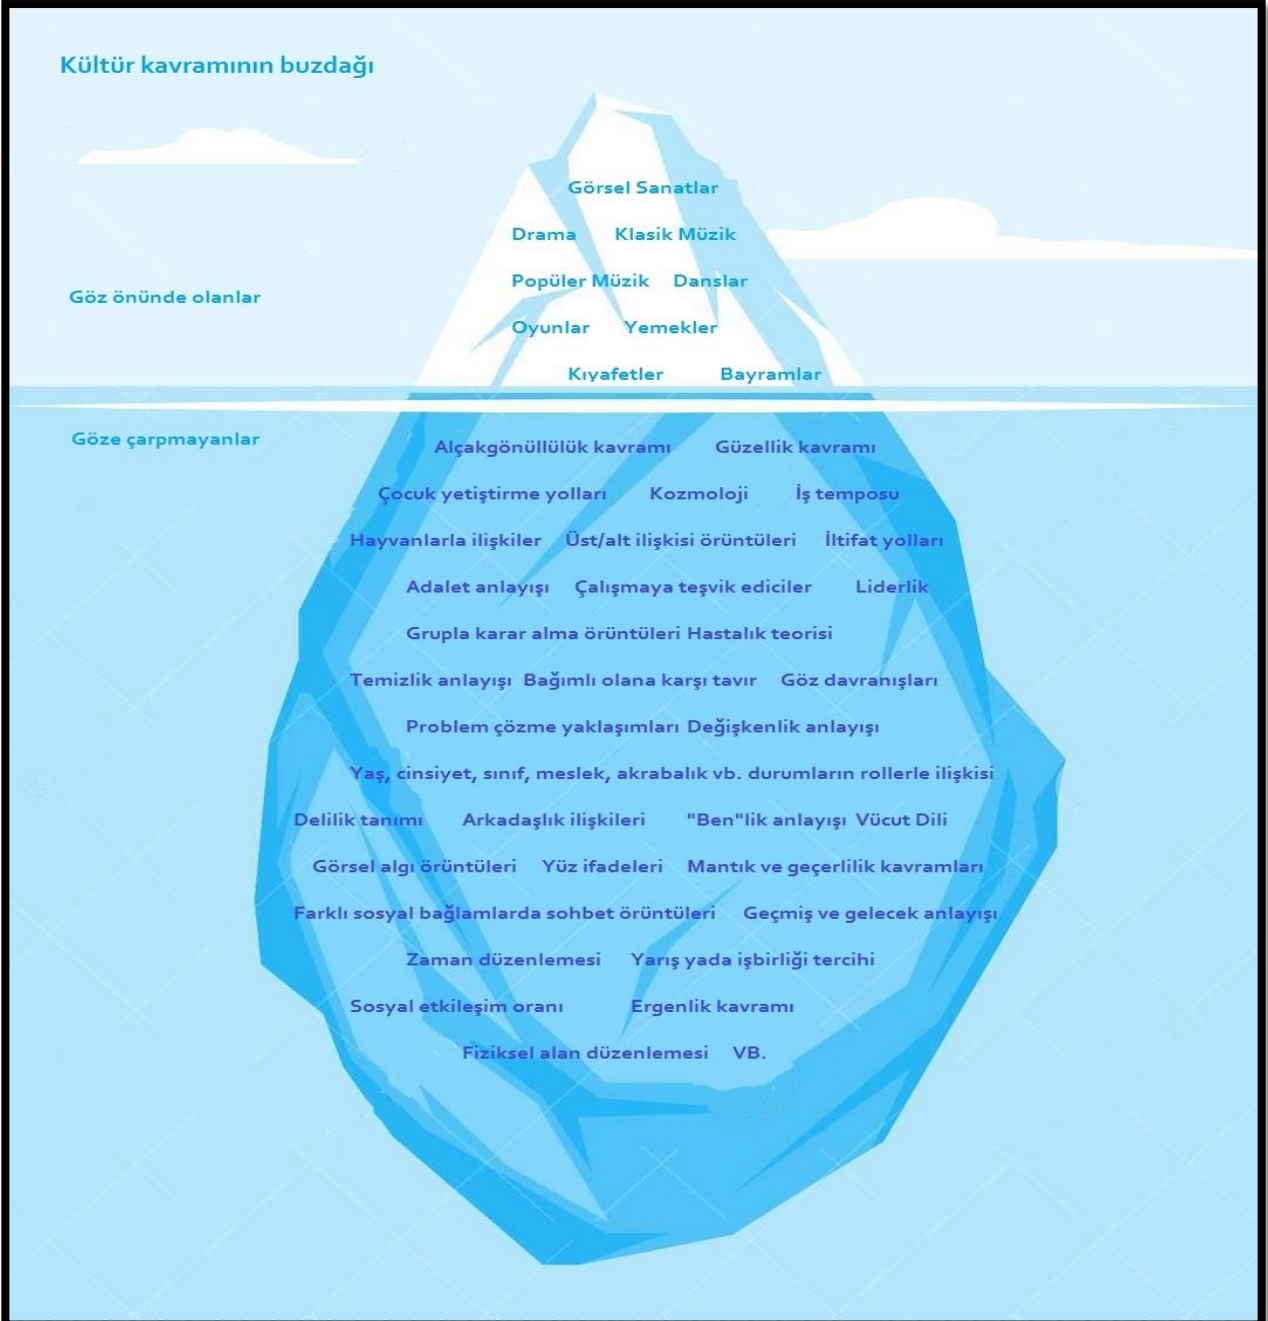 Kültür kavramının buzdağı
Görsel Sanatlar
Drama Klasik Müzik
Popüler Müzik Danslar
Göz önünde olanlar
Oyunlar Yemekler
Kıyafetler Bayramlar
Göze çarpmayanlar
Alçakgönüllülük kavramı Güzellik kavramı
Çocuk yetiştirme yolları Kozmoloji İş temposu
Hayvanlarla ilişkiler Üst/alt ilişkisi örüntüleri İltifat yolları
Adalet anlayışı Çalışmaya teşvik ediciler Liderlik
Grupla karar alma örüntüleri Hastalık teorisi
Temizlik anlayışı Bağımlı olana karşı tavır Göz davranışları
Problem çözme yaklaşımları Değişkenlik anlayışı
Yaş, cinsiyet, sınıf, meslek, akrabalık vb. durumların rollerle ilişkisi
Delilik tanımı Arkadaşlık ilişkileri "Ben"lik anlayışı Vücut Dili
Görsel algı örüntüleri Yüz ifadeleri Mantık ve geçerlilik kavramları
Farklı sosyal bağlamlarda sohbet örüntüleri Geçmiş ve gelecek anlayışı
Zaman düzenlemesi Yarış yada işbirliği tercihi
Sosyal etkileşim oranı Ergenlik kavramı
Fiziksel alan düzenlemesi VB.